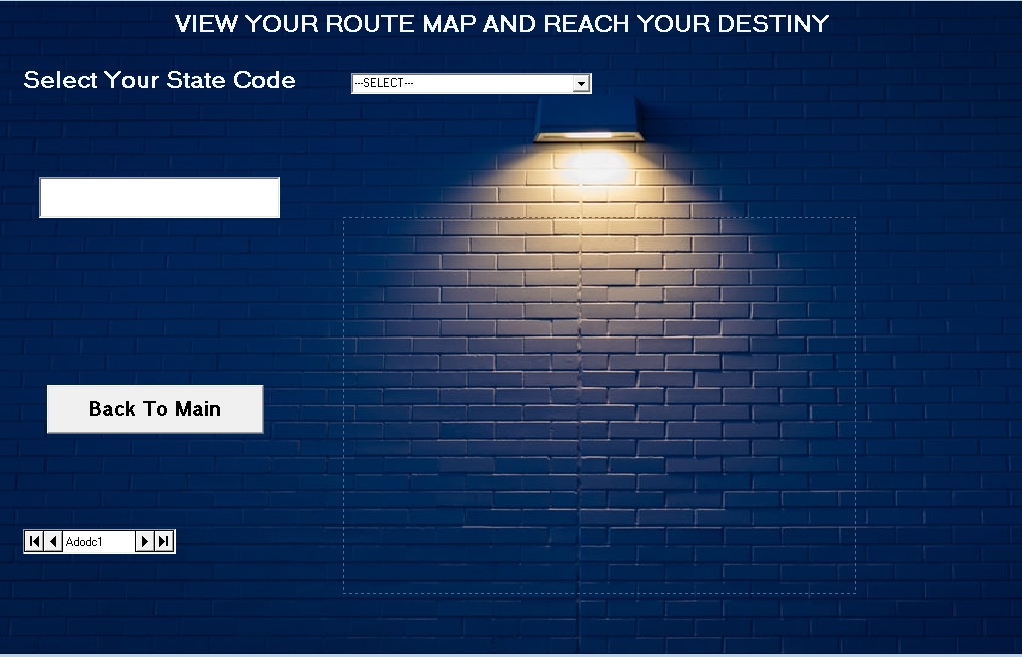 VIEW YOUR ROUTE MAP AND REACH YOUR DESTINY
Select Your State Code
---SELECT---
Back To Main
Adodc1